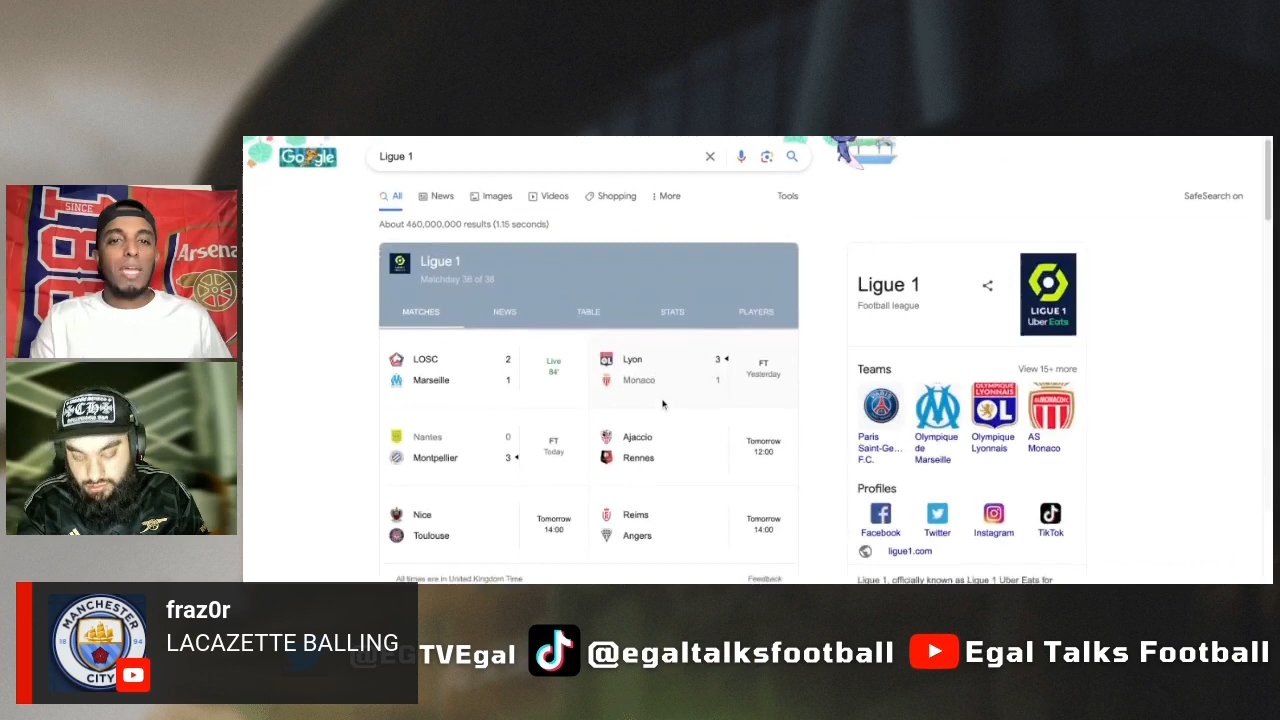 Google
Ligue 1
All
News
Images
Videos
Shopping
More
Tools
SafeSearch on
About 460,000,000 results (1.15 seconds)
Ligue 1
Matchday 36 of 38
MATCHES
NEWS
TABLE
STATS
PLAYERS
LOSC 2
Marseille 1
Live
84'
Lyon 3
Monaco 1
FT
Yesterday
Nantes 0
Montpellier 3
FT
Today
Ajaccio
Rennes
Tomorrow
12:00
Nice
Toulouse
Tomorrow
14:00
Reims
Angers
Tomorrow
14:00
All times are in United Kingdom Time
Feedback
Ligue 1
Football league
LIGUE 1
Uber Eats
Teams
View 15+ more
Paris
Saint-Ge...
F.C.
Olympique
de
Marseille
Olympique
Lyonnais
AS
Monaco
Profiles
Facebook
Twitter
Instagram
TikTok
ligue1.com
Ligue 1, officially known as Ligue 1 Uber Eats for
SINCE
Arsenal
MANCHESTER
18 94
CITY
fraz0r
LACAZETTE BALLING
@EGTVEgal
@egaltalksfootball
Egal Talks Football